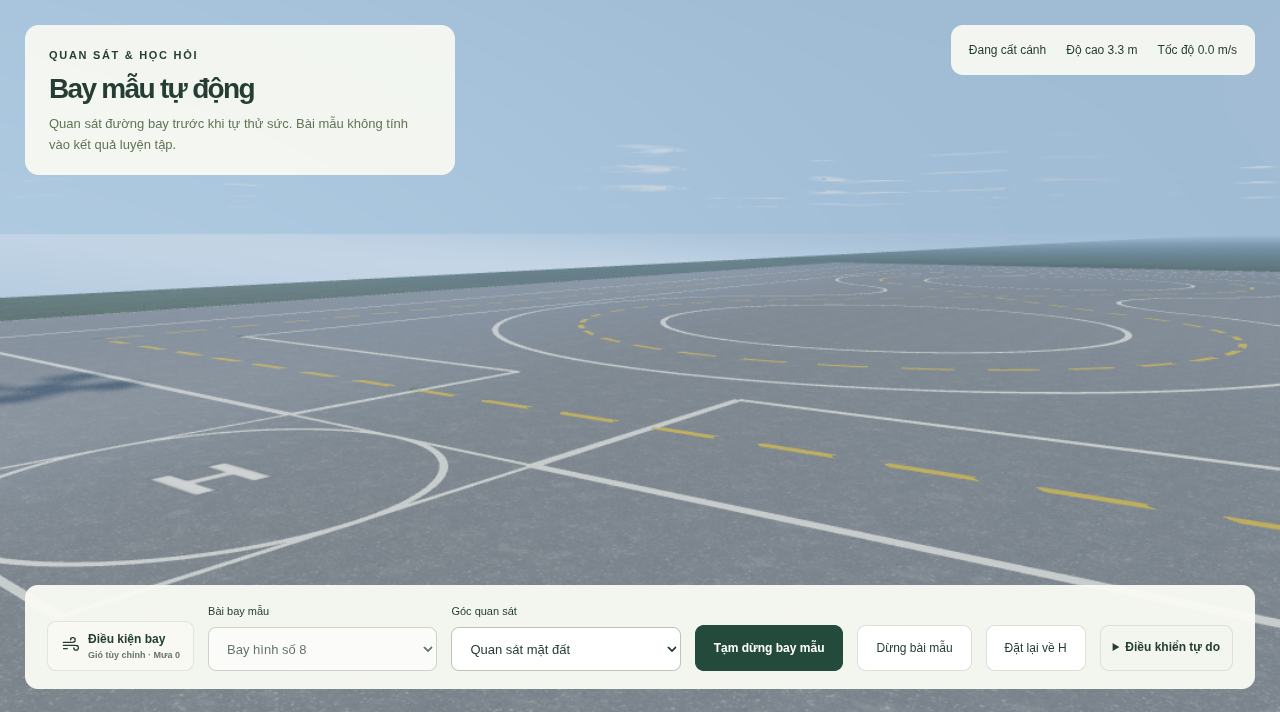 QUAN SÁT & HỌC HỎI
Bay mẫu tự động
Quan sát đường bay trước khi tự thử sức. Bài mẫu không tính
vào kết quả luyện tập.
Đang cất cánh Độ cao 3.3 m Tốc độ 0.0 m/s
H
Bài bay mẫu
Góc quan sát
Điều kiện bay
Gió tùy chỉnh · Mưa 0
Bay hình số 8
Quan sát mặt đất
Tạm dừng bay mẫu
Dừng bài mẫu
Đặt lại về H
Điều khiển tự do